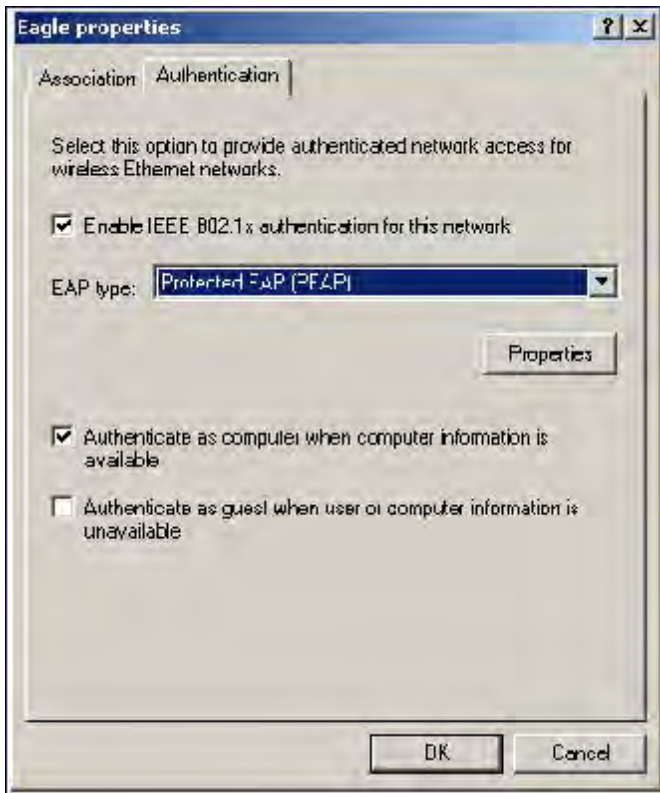 Eagle properties
Association Authentication
Select this option to provide authenticated network access for
wireless Ethernet networks.
Enable IEEE 802.1x authentication for this network
EAP type: Protected EAP (PEAP)
Properties
Authenticate as computer when computer information is
available
Authenticate as guest when user or computer information is
unavailable
OK Cancel